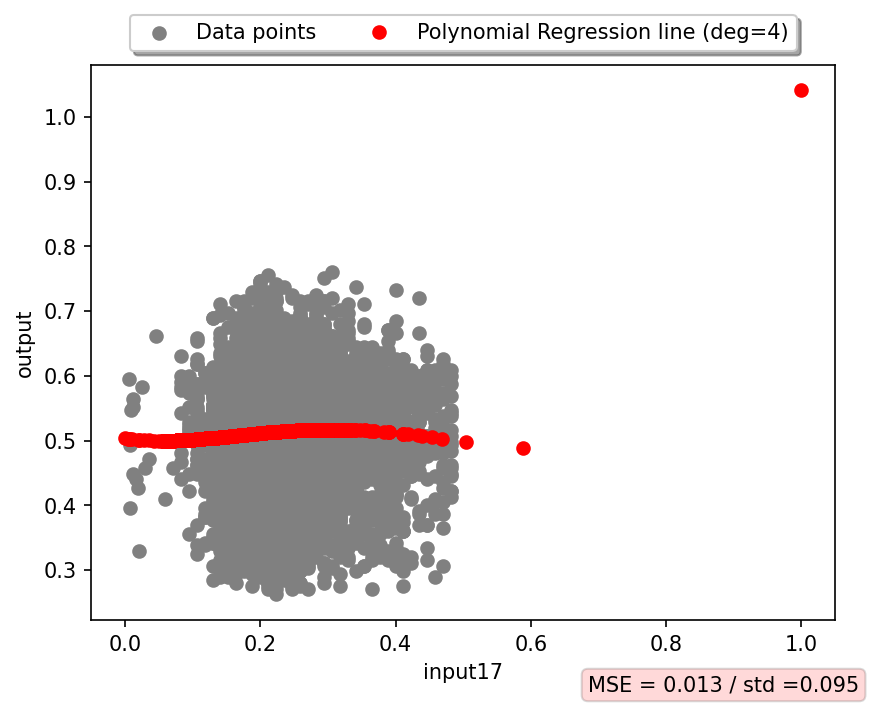 Data points Polynomial Regression line (deg=4)
1.0
0.9
0.8
0.7
0.6
0.5
0.4
0.3
output
0.0 0.2 0.4 0.6 0.8 1.0
input17
MSE = 0.013 / std =0.095